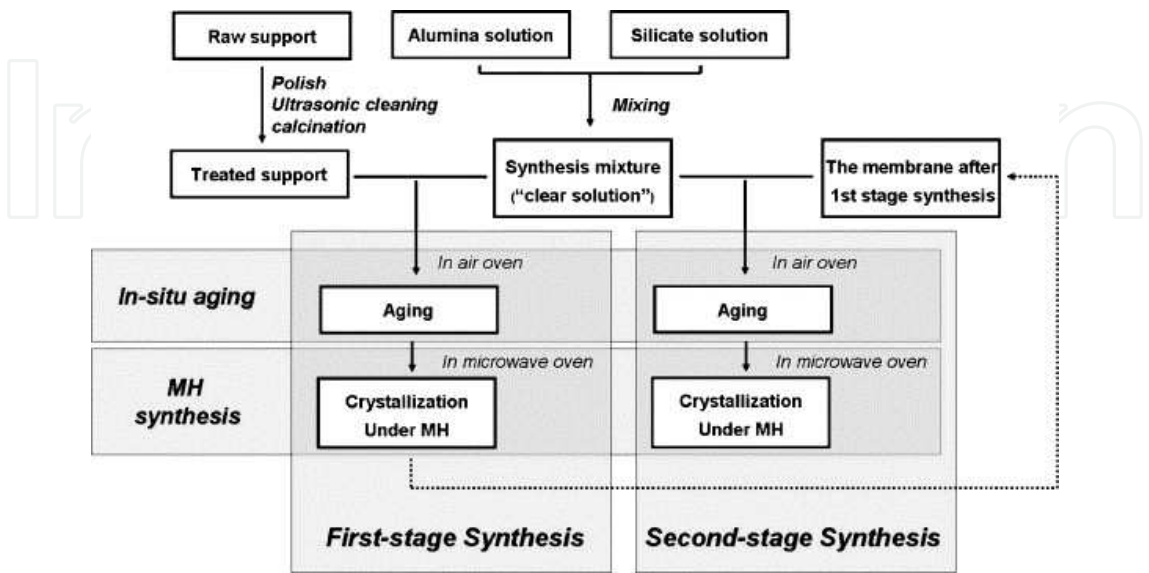 Raw support
Alumina solution
Silicate solution
Polish
Ultrasonic cleaning
calcination
Mixing
Treated support
Synthesis mixture
("clear solution")
The membrane after
1st stage synthesis
In air oven
In air oven
In-situ aging
Aging
Aging
In microwave oven
In microwave oven
MH
synthesis
Crystallization
Under MH
Crystallization
Under MH
First-stage Synthesis
Second-stage Synthesis